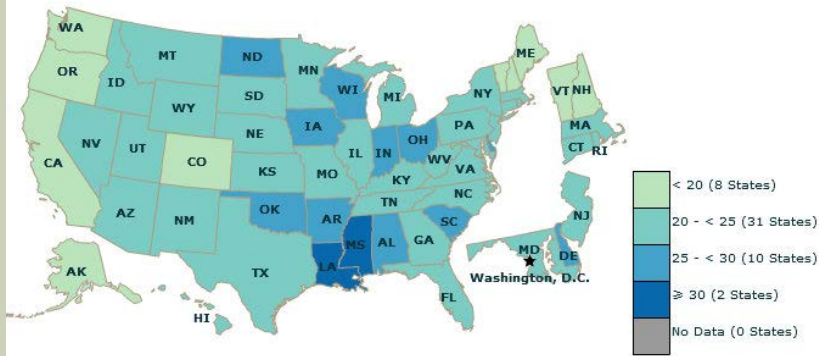 WA
ME
MT
ND
OR
MN
VT NH
ID
WI
NY
SD
MI
MA
WY
IA
PA
CT
RI
NE
OH
NV
IL
IN
UT
CO
WV
CA
VA
KS
MO
KY
< 20 (8 States)
NC
TN
OK
NJ
20 - < 25 (31 States)
AZ
NM
AR
SC
MS
AL
GA
MD
DE
25 - < 30 (10 States)
LA
AK
TX
Washington, D.C.
≥ 30 (2 States)
FL
HI
No Data (0 States)